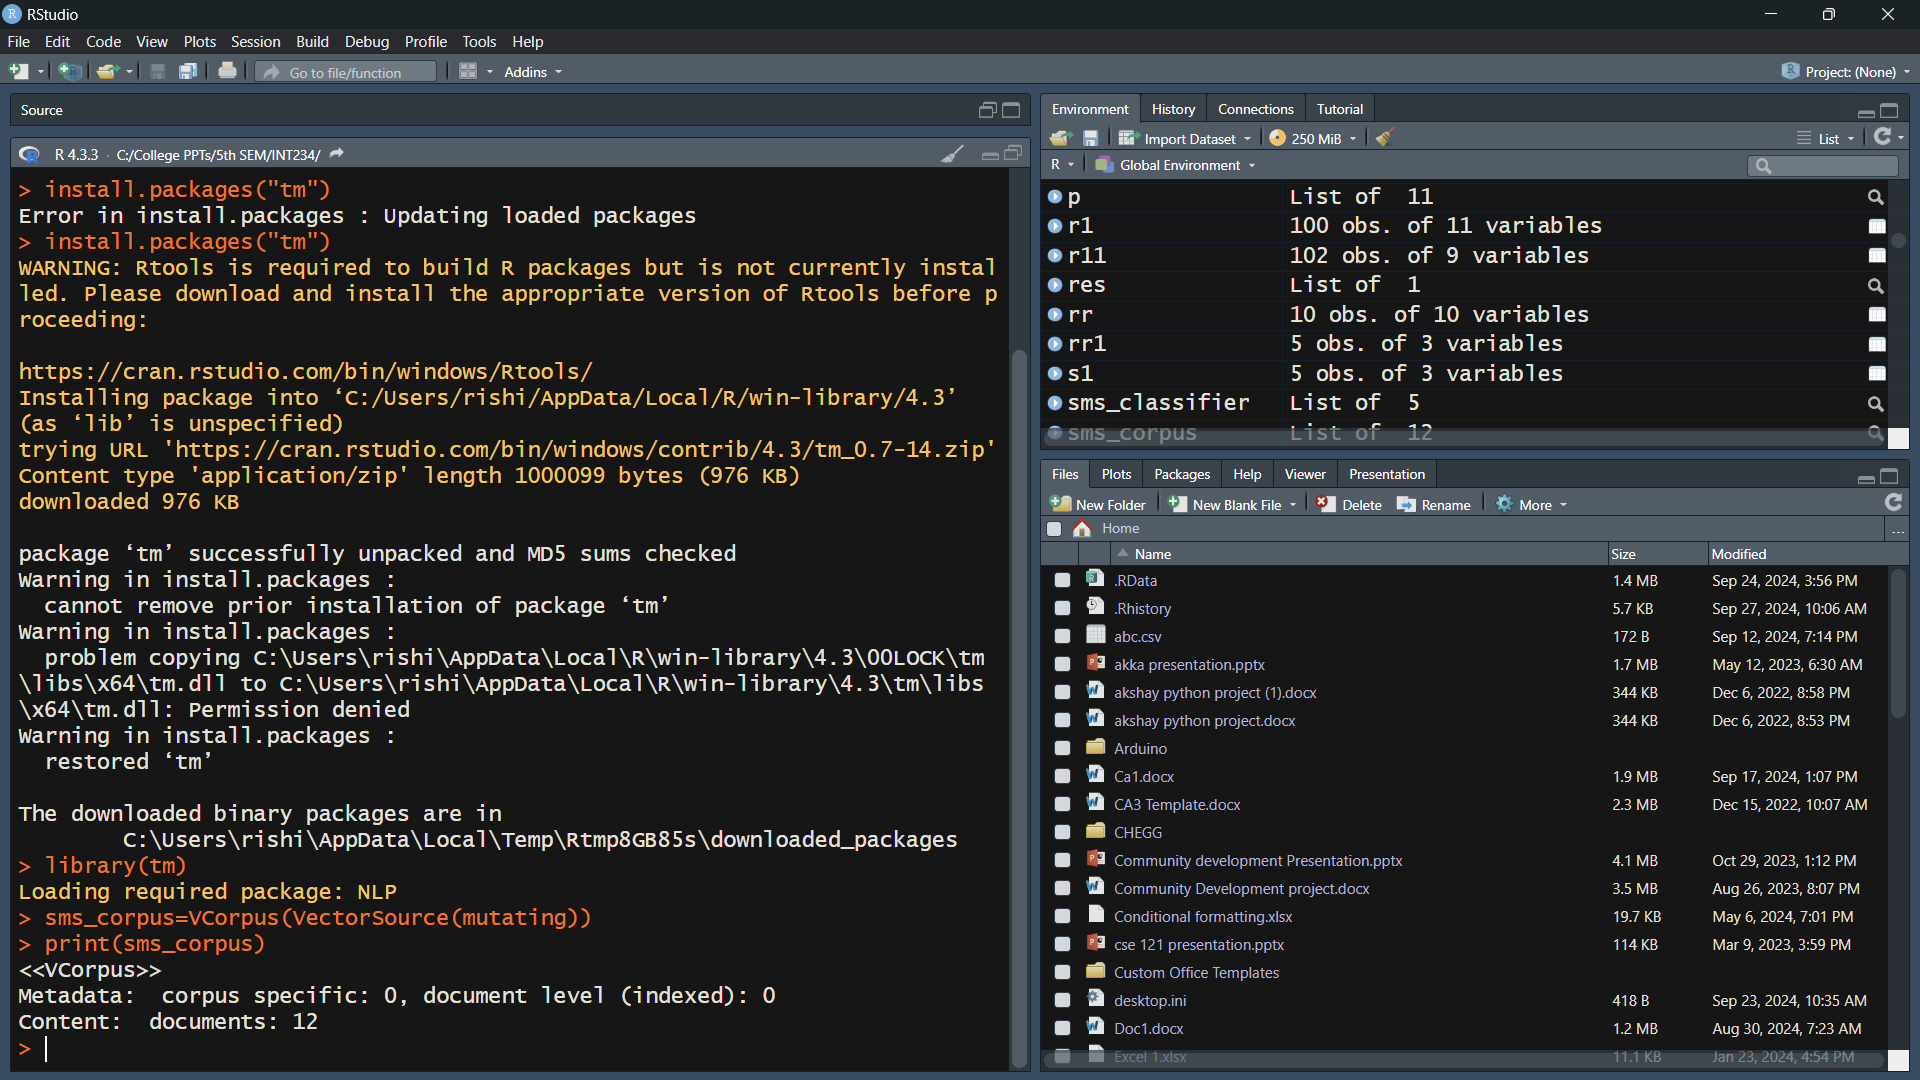 RStudio
File Edit Code View Plots Session Build Debug Profile Tools Help
Go to file/function Addins Project: (None)
Source
R 4.3.3 · C:/College PPTs/5th SEM/INT234/
> install.packages("tm")
Error in install.packages : Updating loaded packages
> install.packages("tm")
WARNING: Rtools is required to build R packages but is not currently instal
led. Please download and install the appropriate version of Rtools before p
roceeding:
https://cran.rstudio.com/bin/windows/Rtools/
Installing package into ‘C:/Users/rishi/AppData/Local/R/win-library/4.3’
(as ‘lib’ is unspecified)
trying URL 'https://cran.rstudio.com/bin/windows/contrib/4.3/tm_0.7-14.zip'
Content type 'application/zip' length 1000099 bytes (976 KB)
downloaded 976 KB
package ‘tm’ successfully unpacked and MD5 sums checked
Warning in install.packages :
cannot remove prior installation of package ‘tm’
Warning in install.packages :
problem copying C:\Users\rishi\AppData\Local\R\win-library\4.3\00LOCK\tm
\libs\x64\tm.dll to C:\Users\rishi\AppData\Local\R\win-library\4.3\tm\libs
\x64\tm.dll: Permission denied
Warning in install.packages :
restored ‘tm’
The downloaded binary packages are in
C:\Users\rishi\AppData\Local\Temp\Rtmp8GB85s\downloaded_packages
> library(tm)
Loading required package: NLP
> sms_corpus=VCorpus(VectorSource(mutating))
> print(sms_corpus)
<<VCorpus>>
Metadata:  corpus specific: 0, document level (indexed): 0
Content:  documents: 12
>
Environment History Connections Tutorial
Import Dataset 250 MiB List
R Global Environment
p List of 11
r1 100 obs. of 11 variables
r11 102 obs. of 9 variables
res List of 1
rr 10 obs. of 10 variables
rr1 5 obs. of 3 variables
s1 5 obs. of 3 variables
sms_classifier List of 5
sms_corpus List of 12
Files Plots Packages Help Viewer Presentation
New Folder New Blank File Delete Rename More
Home ...
Name Size Modified
.RData 1.4 MB Sep 24, 2024, 3:56 PM
.Rhistory 5.7 KB Sep 27, 2024, 10:06 AM
abc.csv 172 B Sep 12, 2024, 7:14 PM
akka presentation.pptx 1.7 MB May 12, 2023, 6:30 AM
akshay python project (1).docx 344 KB Dec 6, 2022, 8:58 PM
akshay python project.docx 344 KB Dec 6, 2022, 8:53 PM
Arduino
Ca1.docx 1.9 MB Sep 17, 2024, 1:07 PM
CA3 Template.docx 2.3 MB Dec 15, 2022, 10:07 AM
CHEGG
Community development Presentation.pptx 4.1 MB Oct 29, 2023, 1:12 PM
Community Development project.docx 3.5 MB Aug 26, 2023, 8:07 PM
Conditional formatting.xlsx 19.7 KB May 6, 2024, 7:01 PM
cse 121 presentation.pptx 114 KB Mar 9, 2023, 3:59 PM
Custom Office Templates
desktop.ini 418 B Sep 23, 2024, 10:35 AM
Doc1.docx 1.2 MB Aug 30, 2024, 7:23 AM
Excel 1.xlsx 11.1 KB Jan 23, 2024, 4:54 PM